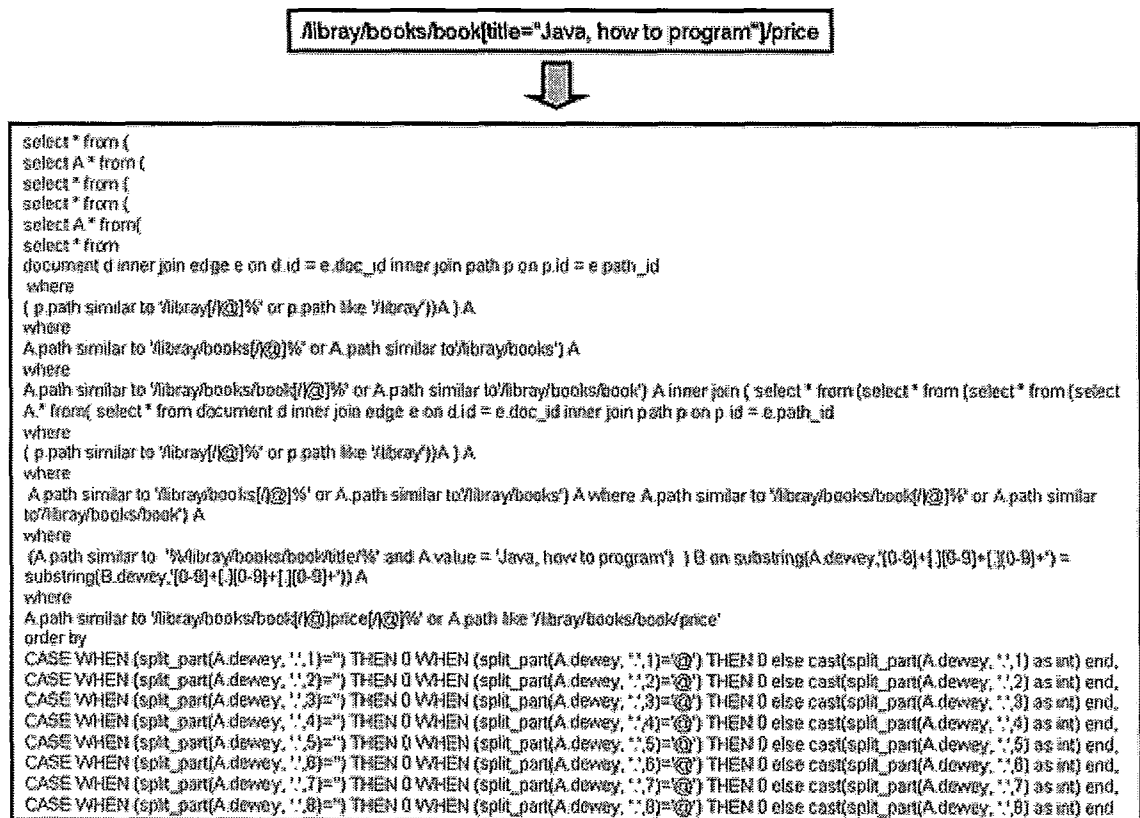 /libray/books/book[title="Java, how to program"]/price
select * from (
select A.* from (
select * from (
select * from (
select A.* from(
select * from
document d inner join edge e on d.id = e.doc_id inner join path p on p.id = e.path_id
where
( p.path similar to '/libray[/|@]%' or p.path like '/libray'))A ) A
where
A.path similar to '/libray/books[/|@]%' or A.path similar to'/libray/books') A
where
A.path similar to '/libray/books/book[/|@]%' or A.path similar to'/libray/books/book') A inner join ( select * from (select * from (select * from (select
A.* from( select * from document d inner join edge e on d.id = e.doc_id inner join path p on p.id = e.path_id
where
( p.path similar to '/libray[/|@]%' or p.path like '/libray'))A ) A
where
A.path similar to '/libray/books[/|@]%' or A.path similar to'/libray/books') A where A.path similar to '/libray/books/book[/|@]%' or A.path similar
to'/libray/books/book') A
where
(A.path similar to '%/libray/books/book/title/%' and A.value = 'Java, how to program') ) B on substring(A.dewey,'[0-9]+[.][0-9]+[.][0-9]+') =
substring(B.dewey,'[0-9]+[.][0-9]+[.][0-9]+')) A
where
A.path similar to '/libray/books/book[/|@]price[/|@]%' or A.path like '/libray/books/book/price'
order by
CASE WHEN (split_part(A.dewey, '.',1)='') THEN 0 WHEN (split_part(A.dewey, '.',1)='@') THEN 0 else cast(split_part(A.dewey, '.',1) as int) end,
CASE WHEN (split_part(A.dewey, '.',2)='') THEN 0 WHEN (split_part(A.dewey, '.',2)='@') THEN 0 else cast(split_part(A.dewey, '.',2) as int) end,
CASE WHEN (split_part(A.dewey, '.',3)='') THEN 0 WHEN (split_part(A.dewey, '.',3)='@') THEN 0 else cast(split_part(A.dewey, '.',3) as int) end,
CASE WHEN (split_part(A.dewey, '.',4)='') THEN 0 WHEN (split_part(A.dewey, '.',4)='@') THEN 0 else cast(split_part(A.dewey, '.',4) as int) end,
CASE WHEN (split_part(A.dewey, '.',5)='') THEN 0 WHEN (split_part(A.dewey, '.',5)='@') THEN 0 else cast(split_part(A.dewey, '.',5) as int) end,
CASE WHEN (split_part(A.dewey, '.',6)='') THEN 0 WHEN (split_part(A.dewey, '.',6)='@') THEN 0 else cast(split_part(A.dewey, '.',6) as int) end,
CASE WHEN (split_part(A.dewey, '.',7)='') THEN 0 WHEN (split_part(A.dewey, '.',7)='@') THEN 0 else cast(split_part(A.dewey, '.',7) as int) end,
CASE WHEN (split_part(A.dewey, '.',8)='') THEN 0 WHEN (split_part(A.dewey, '.',8)='@') THEN 0 else cast(split_part(A.dewey, '.',8) as int) end